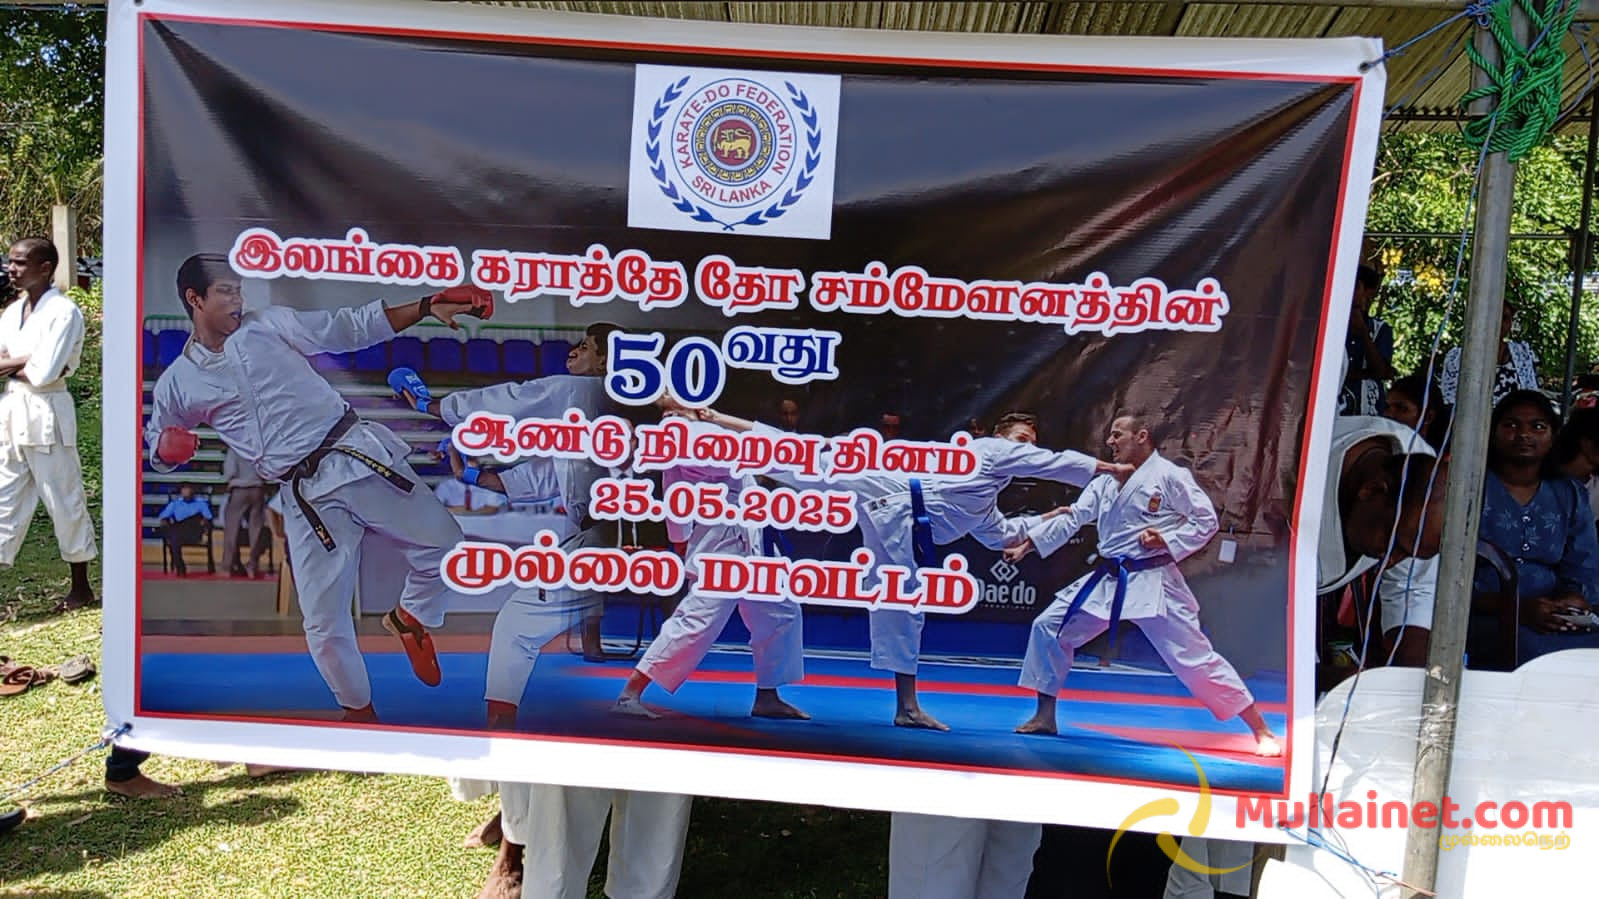 KARATE-DO FEDERATION
SRI LANKA
இலங்கை கராத்தே தோ சம்மேளனத்தின்
50வது
ஆண்டு நிறைவு தினம்
25.05.2025
முல்லை மாவட்டம்
Daedo
Mullainet.com
முல்லைநெற்